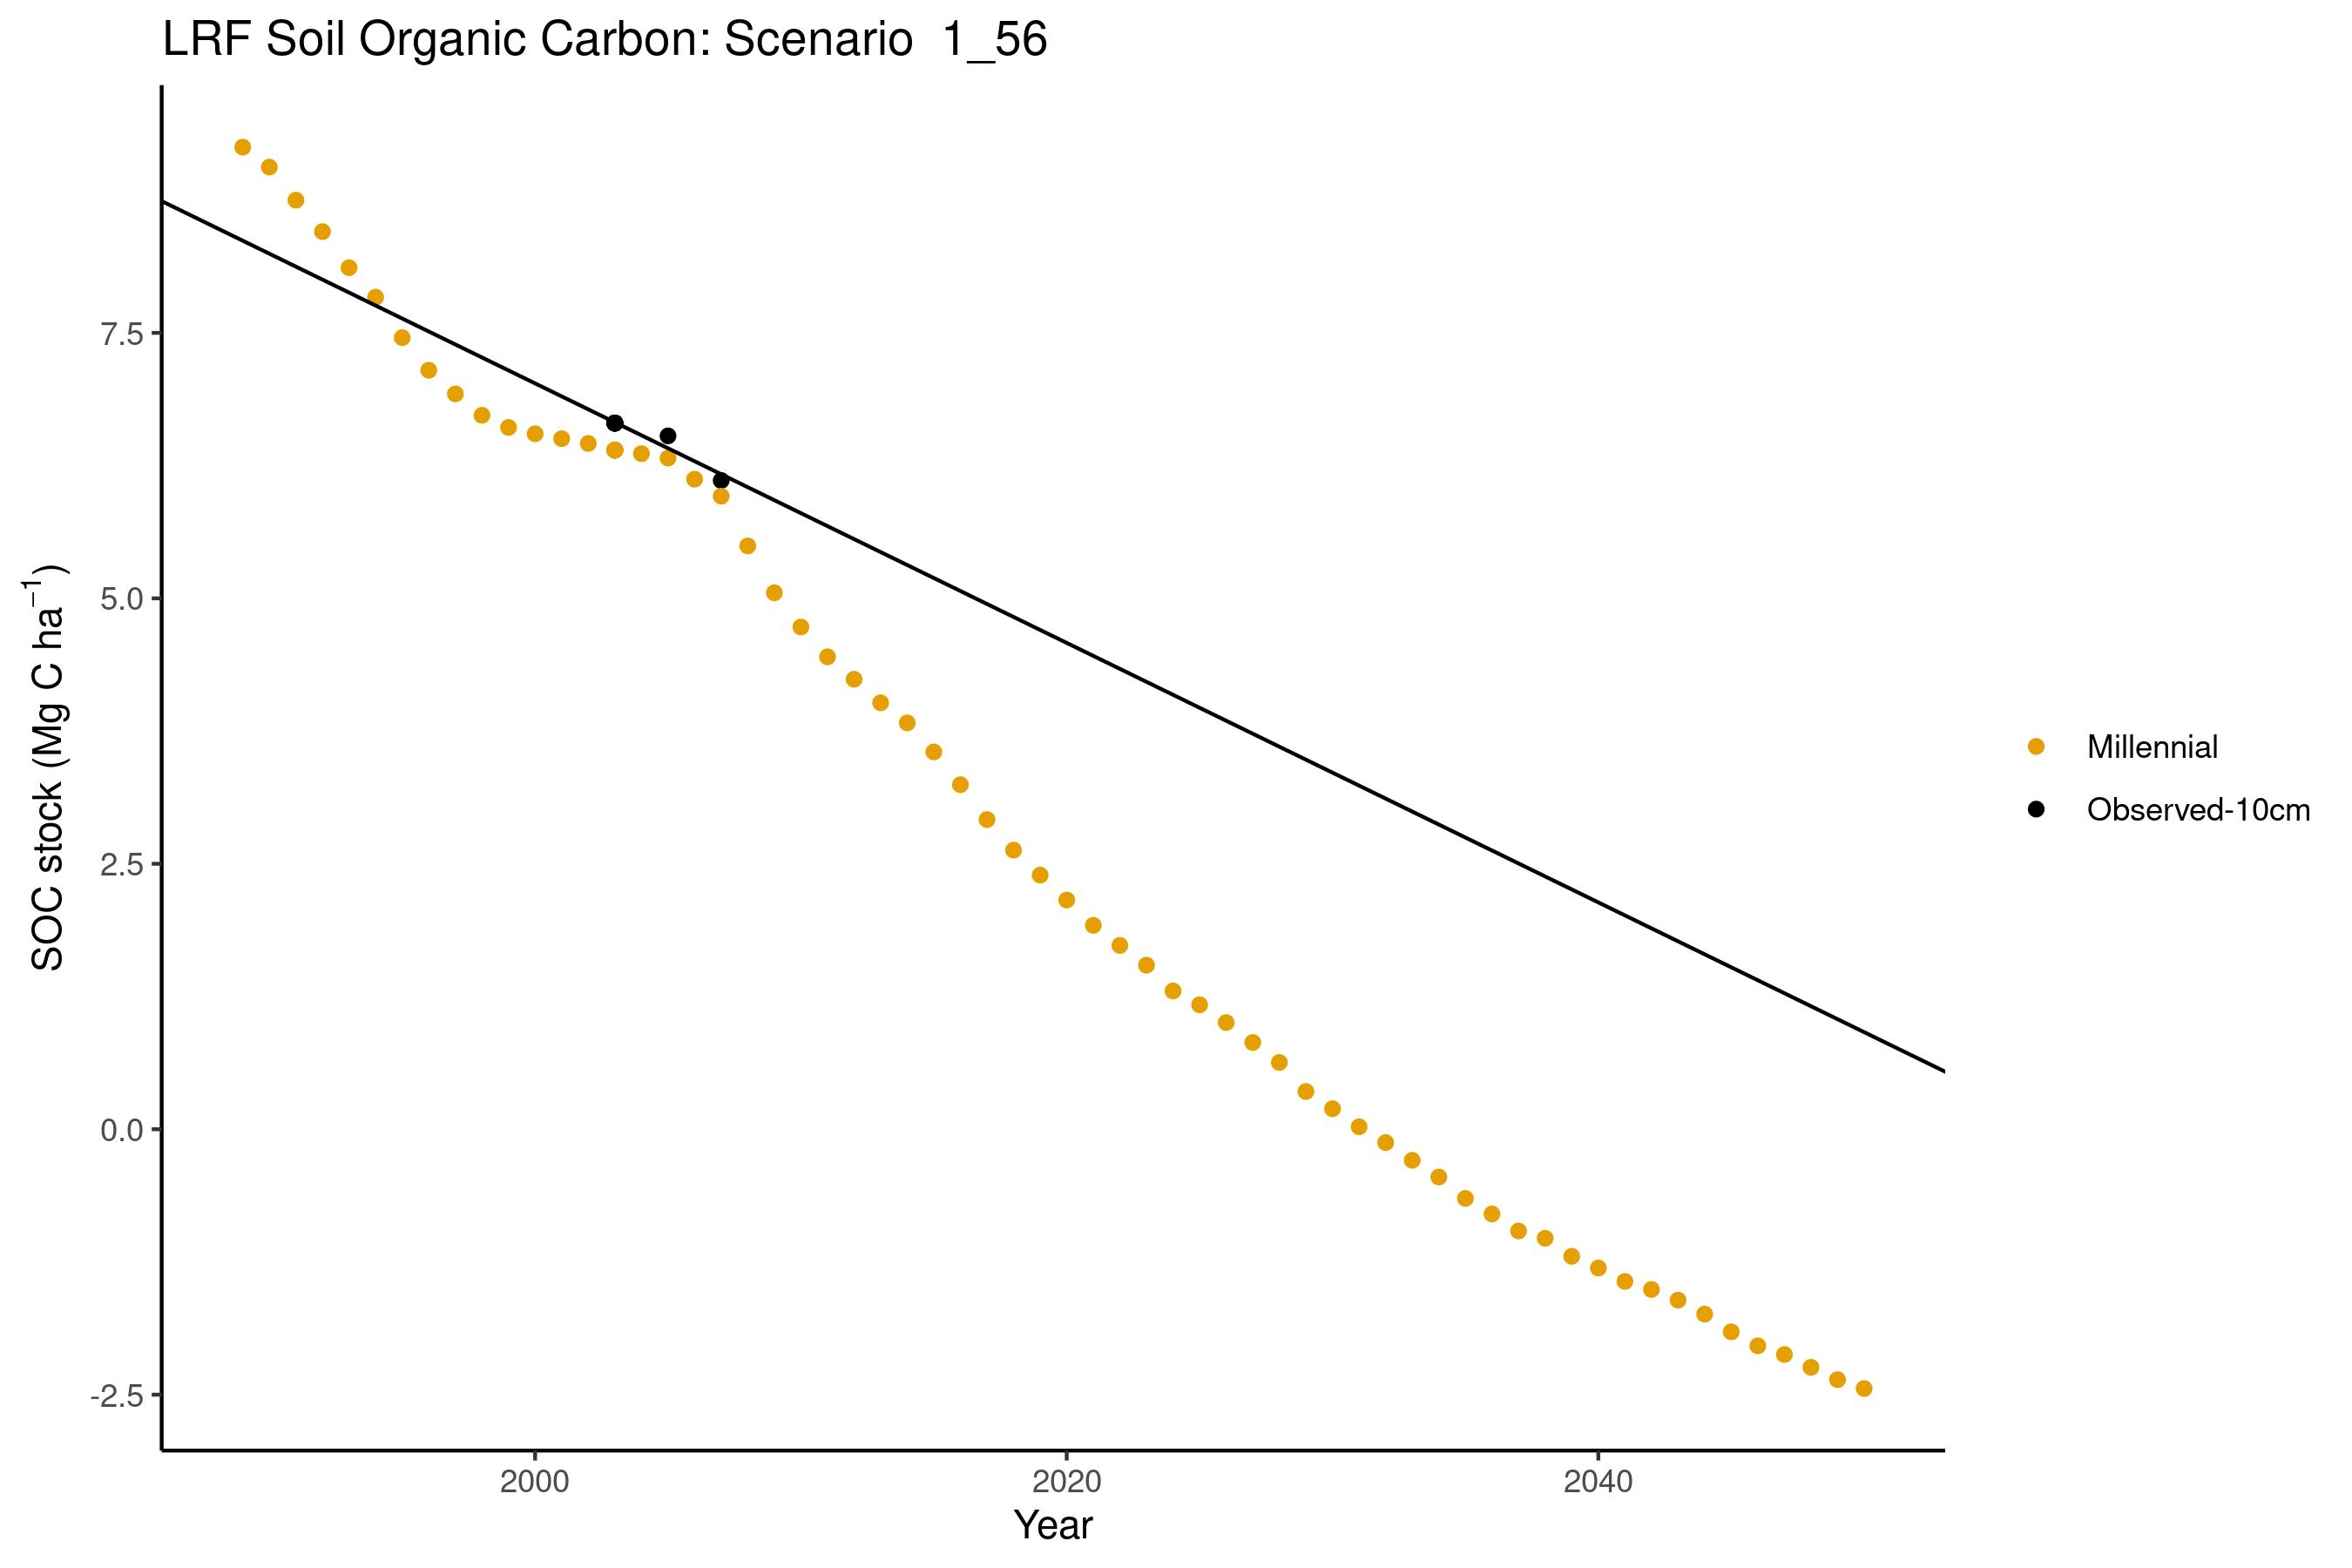 LRF Soil Organic Carbon: Scenario  1_56
SOC stock (Mg C ha−1)
7.5
5.0
2.5
0.0
-2.5
2000
2020
2040
Year
Millennial
Observed-10cm